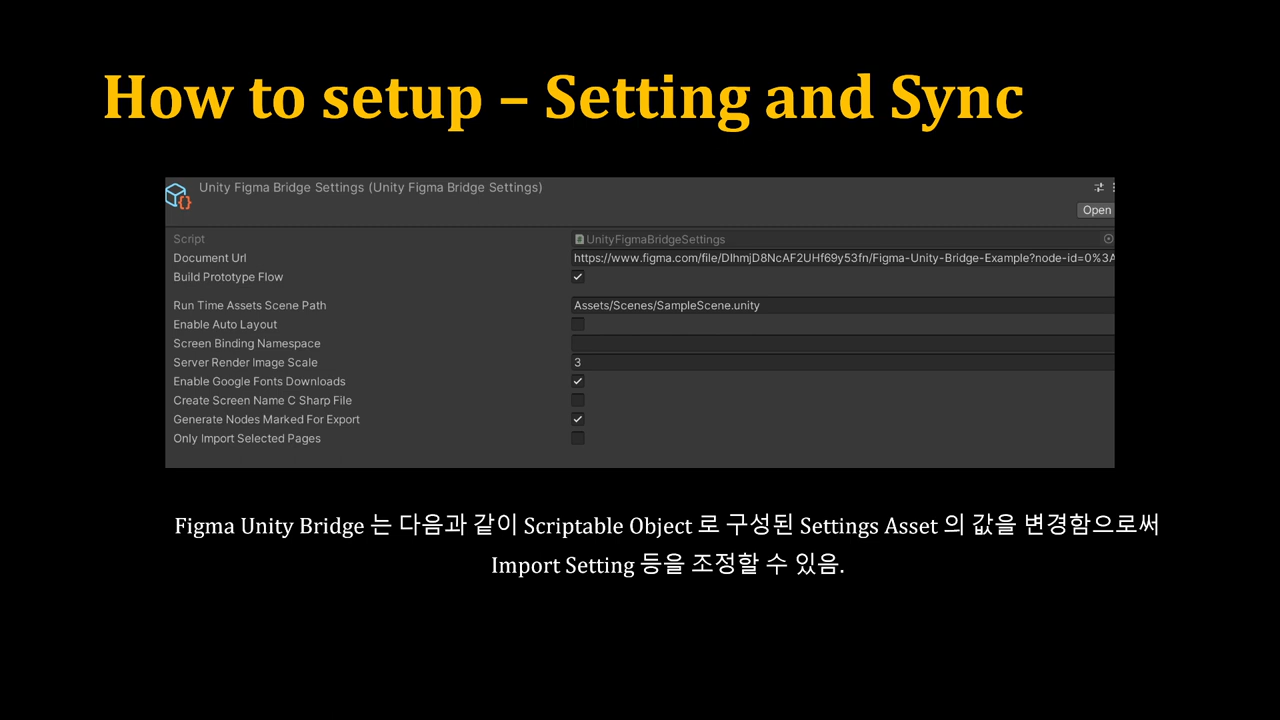 How to setup – Setting and Sync
Unity Figma Bridge Settings (Unity Figma Bridge Settings)
Open
Script UnityFigmaBridgeSettings
Document Url https://www.figma.com/file/DIhmjD8NcAF2UHf69y53fn/Figma-Unity-Bridge-Example?node-id=0%3A
Build Prototype Flow
Run Time Assets Scene Path Assets/Scenes/SampleScene.unity
Enable Auto Layout
Screen Binding Namespace
Server Render Image Scale 3
Enable Google Fonts Downloads
Create Screen Name C Sharp File
Generate Nodes Marked For Export
Only Import Selected Pages
Figma Unity Bridge 는 다음과 같이 Scriptable Object 로 구성된 Settings Asset 의 값을 변경함으로써
Import Setting 등을 조정할 수 있음.